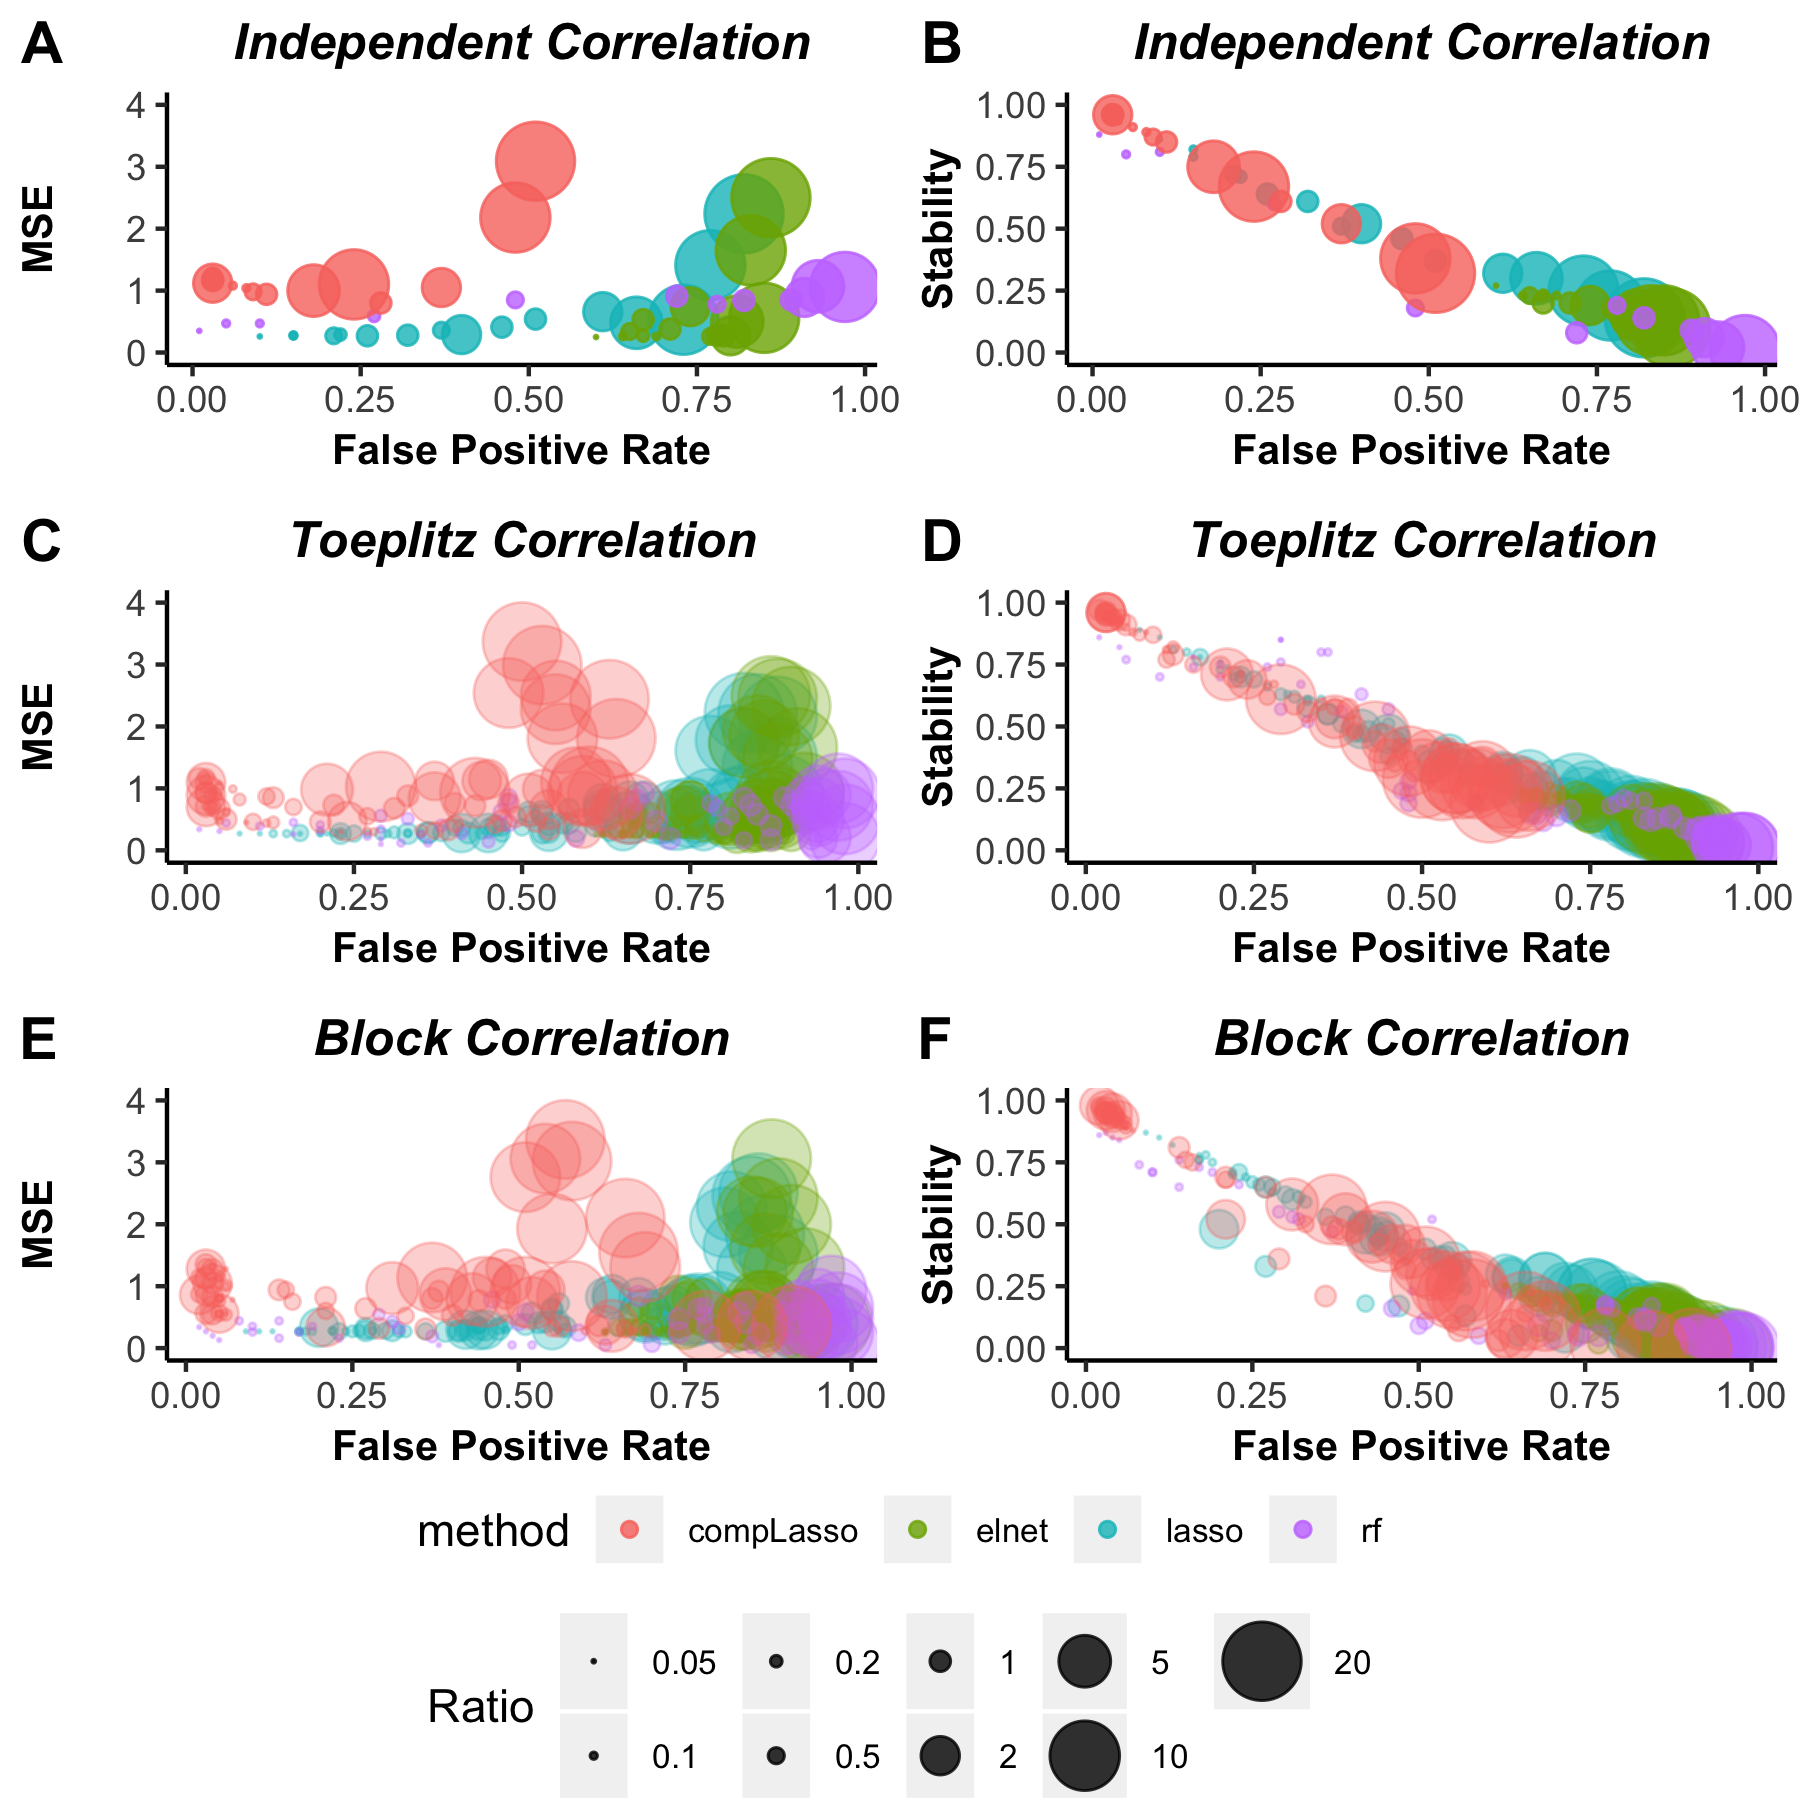 A
Independent Correlation
MSE
4
3
2
1
0
0.00 0.25 0.50 0.75 1.00
False Positive Rate
B
Independent Correlation
Stability
1.00
0.75
0.50
0.25
0.00
0.00 0.25 0.50 0.75 1.00
False Positive Rate
C
Toeplitz Correlation
MSE
4
3
2
1
0
0.00 0.25 0.50 0.75 1.00
False Positive Rate
D
Toeplitz Correlation
Stability
1.00
0.75
0.50
0.25
0.00
0.00 0.25 0.50 0.75 1.00
False Positive Rate
E
Block Correlation
MSE
4
3
2
1
0
0.00 0.25 0.50 0.75 1.00
False Positive Rate
F
Block Correlation
Stability
1.00
0.75
0.50
0.25
0.00
0.00 0.25 0.50 0.75 1.00
False Positive Rate
method compLasso elnet lasso rf
Ratio
0.05 0.2 1 5 20
0.1 0.5 2 10